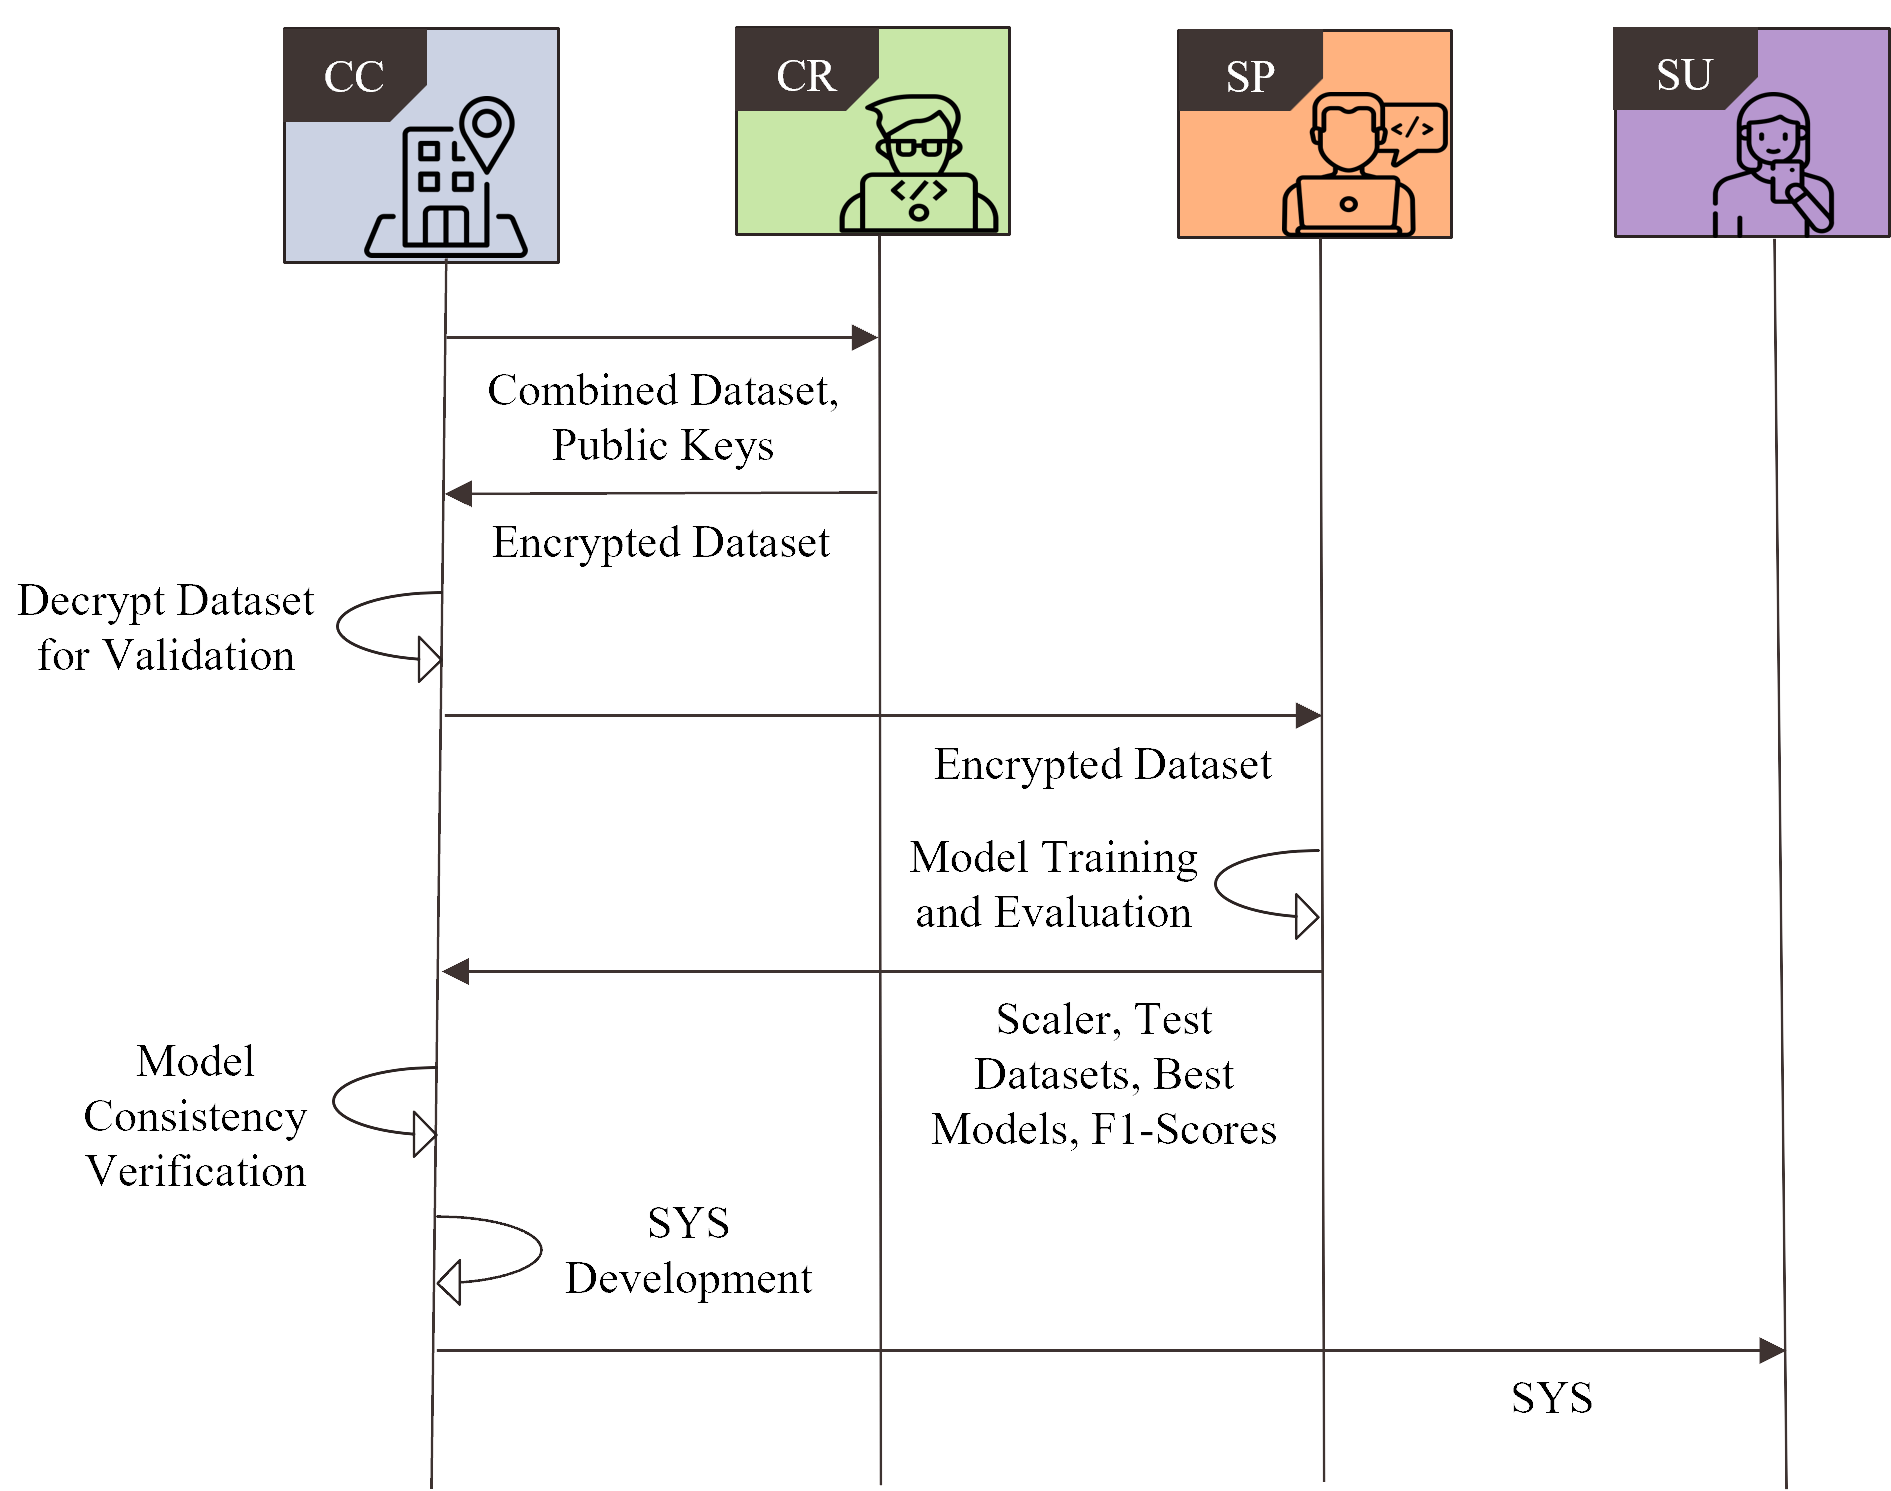 CC
CR
SP
SU
</>
</>
Combined Dataset,
Public Keys
Encrypted Dataset
Decrypt Dataset
for Validation
Encrypted Dataset
Model Training
and Evaluation
Scaler, Test
Datasets, Best
Models, F1-Scores
Model
Consistency
Verification
SYS
Development
SYS